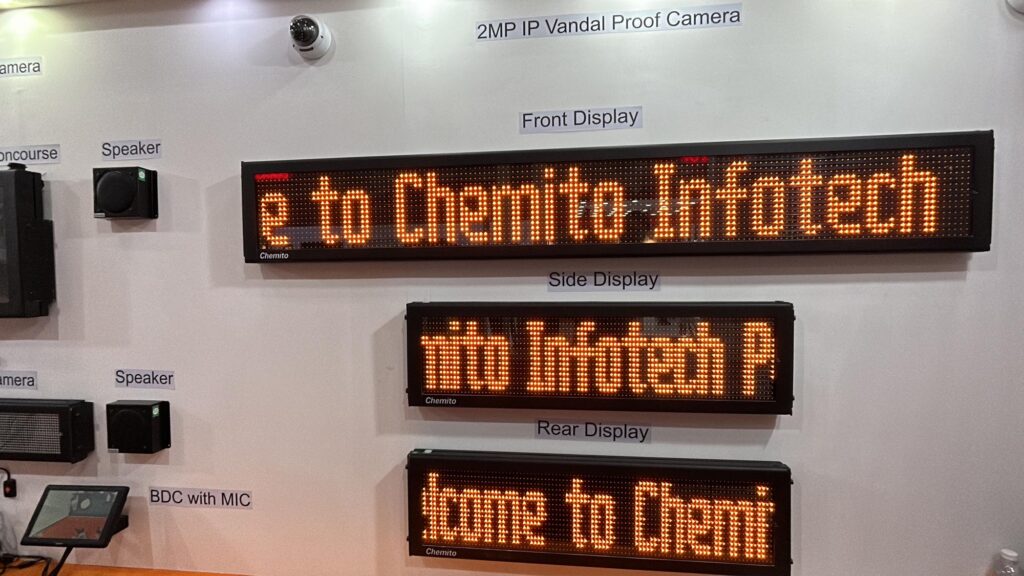 2MP IP Vandal Proof Camera
amera
Front Display
oncourse
Speaker
e to Chemito Infotech
Chemito
Side Display
mito Infotech P
Chemito
amera
Speaker
Rear Display
lcome to Chemi
Chemito
BDC with MIC